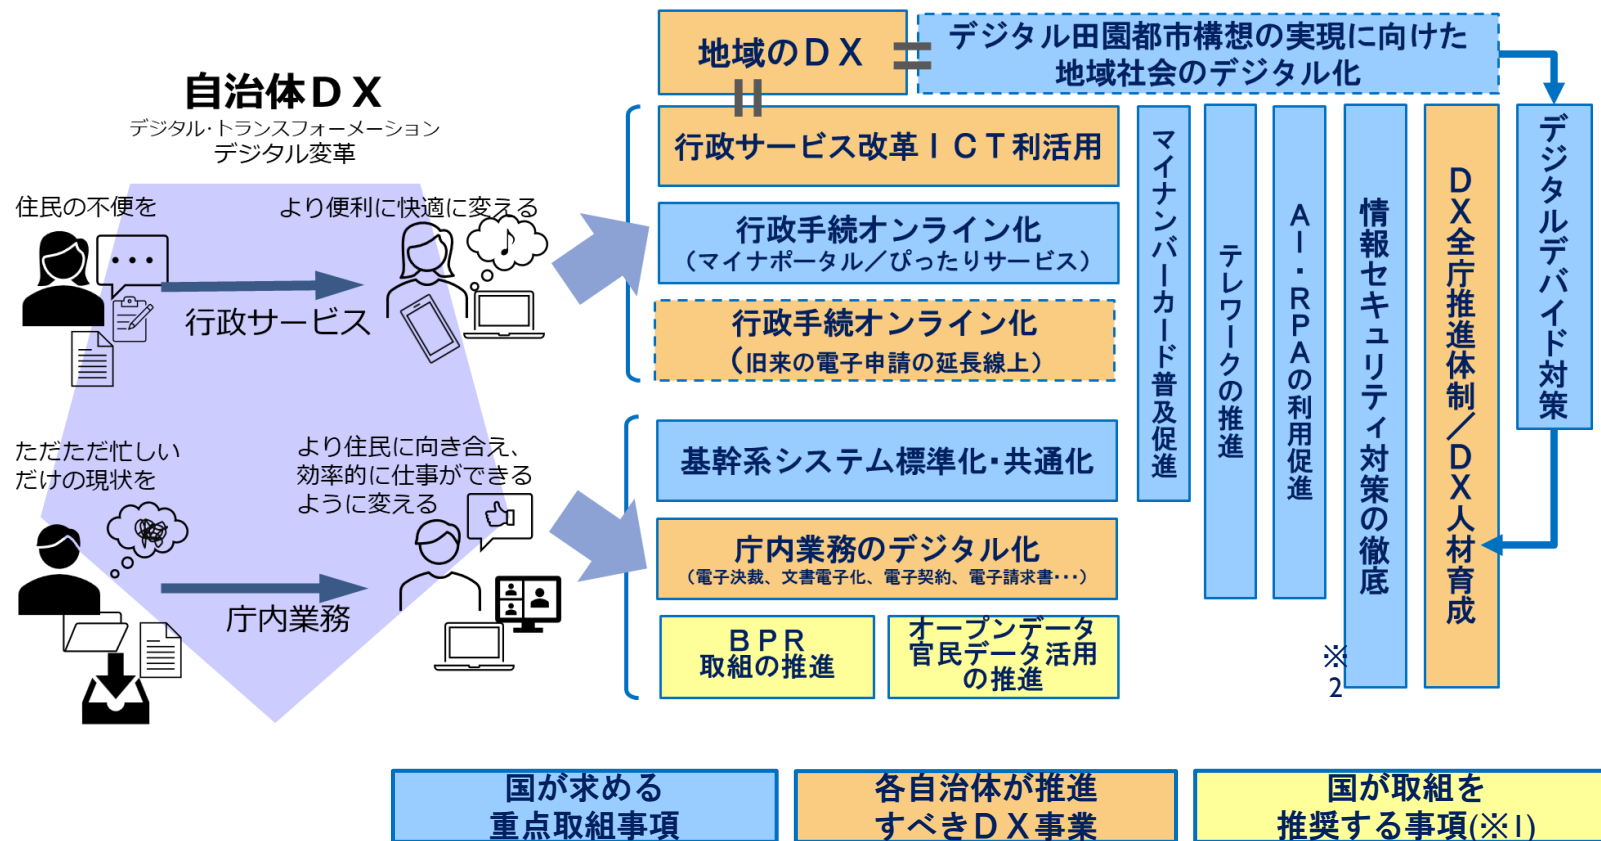 自治体ＤＸ
デジタル・トランスフォーメーション
デジタル変革
住民の不便を
より便利に快適に変える
行政サービス
ただただ忙しい
だけの現状を
より住民に向き合え、
効率的に仕事ができる
ように変える
庁内業務
地域のＤＸ
デジタル田園都市構想の実現に向けた
地域社会のデジタル化
行政サービス改革ＩＣＴ利活用
行政手続オンライン化
（マイナポータル／ぴったりサービス）
行政手続オンライン化
（旧来の電子申請の延長線上）
基幹系システム標準化・共通化
庁内業務のデジタル化
（電子決裁、文書電子化、電子契約、電子請求書・・・）
ＢＰＲ
取組の推進
オープンデータ
官民データ活用
の推進
マイナンバーカード普及促進
テレワークの推進
ＡＩ・ＲＰＡの利用促進
※
2
情報セキュリティ対策の徹底
ＤＸ全庁推進体制／ＤＸ人材育成
デジタルデバイド対策
国が求める
重点取組事項
各自治体が推進
すべきＤＸ事業
国が取組を
推奨する事項(※1)